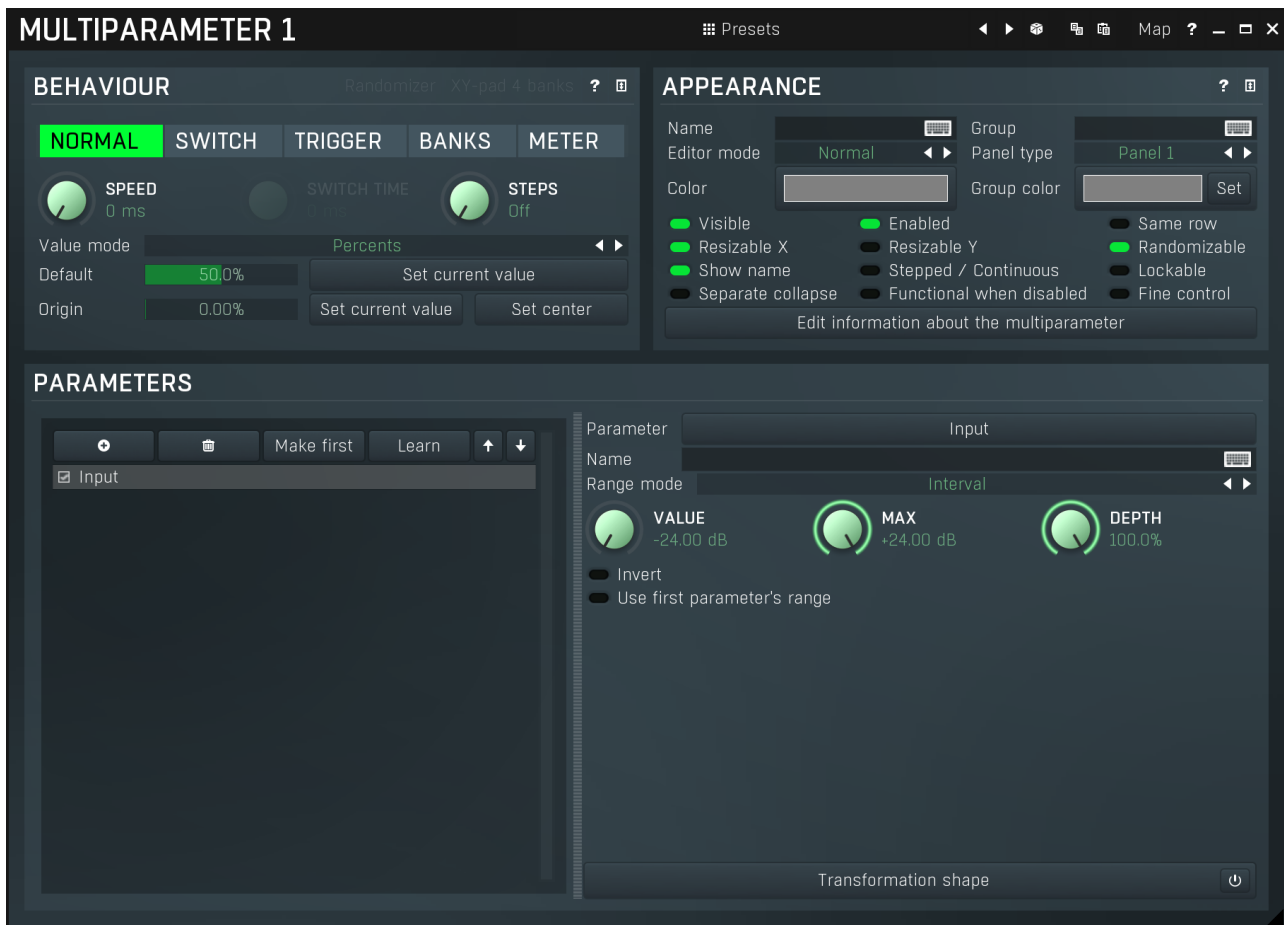 MULTIPARAMETER 1 Presets Map ?
BEHAVIOUR Randomizer XY-pad 4 banks ?
NORMAL SWITCH TRIGGER BANKS METER
SPEED SWITCH TIME STEPS
0 ms Off
Value mode Percents
Default 50.0% Set current value
Origin 0.00% Set current value Set center
APPEARANCE ?
Name Group
Editor mode Normal Panel type Panel 1
Color Group color Set
Visible Enabled Same row
Resizable X Resizable Y Randomizable
Show name Stepped / Continuous Lockable
Separate collapse Functional when disabled Fine control
Edit information about the multiparameter
PARAMETERS
Make first Learn
Input
Parameter Input
Name
Range mode Interval
VALUE MAX DEPTH
-24.00 dB +24.00 dB 100.0%
Invert
Use first parameter's range
Transformation shape